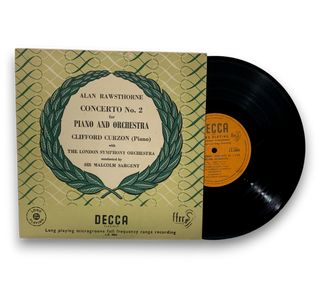 ALAN RAWSTHORNE
CONCERTO No. 2
for
PIANO AND ORCHESTRA
CLIFFORD CURZON (Piano)
with
THE LONDON SYMPHONY ORCHESTRA
conducted by
SIR MALCOLM SARGENT
DECCA
ffrr
Long playing microgroove full frequency range recording
DECCA